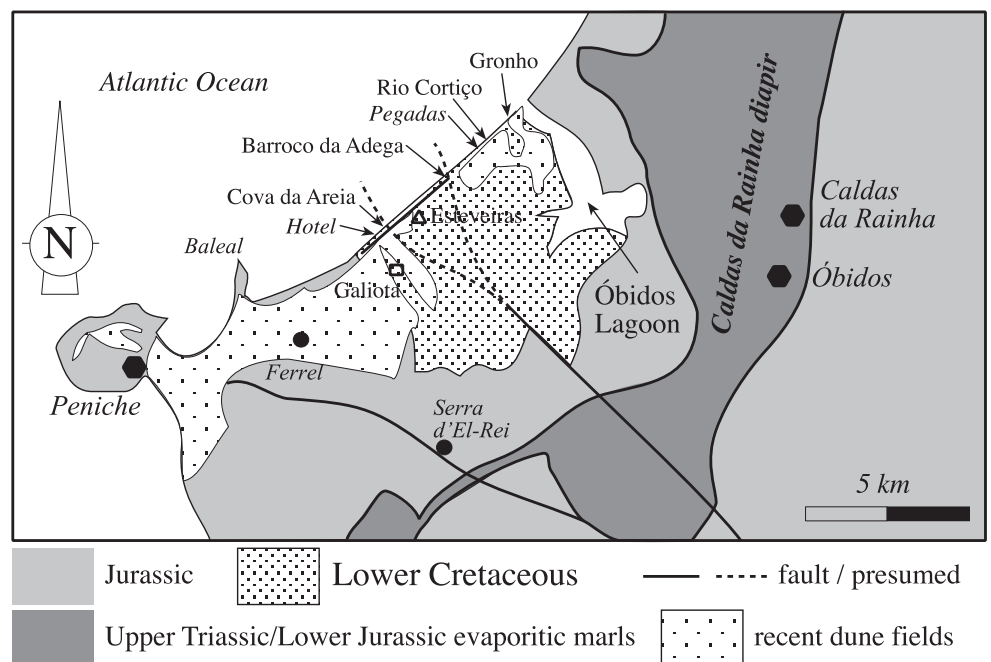 Atlantic Ocean
Gronho
Rio Cortiço
Pegadas
Barroco da Adega
Cova da Areia
Hotel
Esteveiras
Baleal
Galiota
N
Caldas da Rainha diapir
Caldas
da Rainha
Óbidos
Óbidos
Lagoon
Ferrel
Peniche
Serra
d'El-Rei
5 km
Jurassic
Lower Cretaceous
fault / presumed
Upper Triassic/Lower Jurassic evaporitic marls
recent dune fields